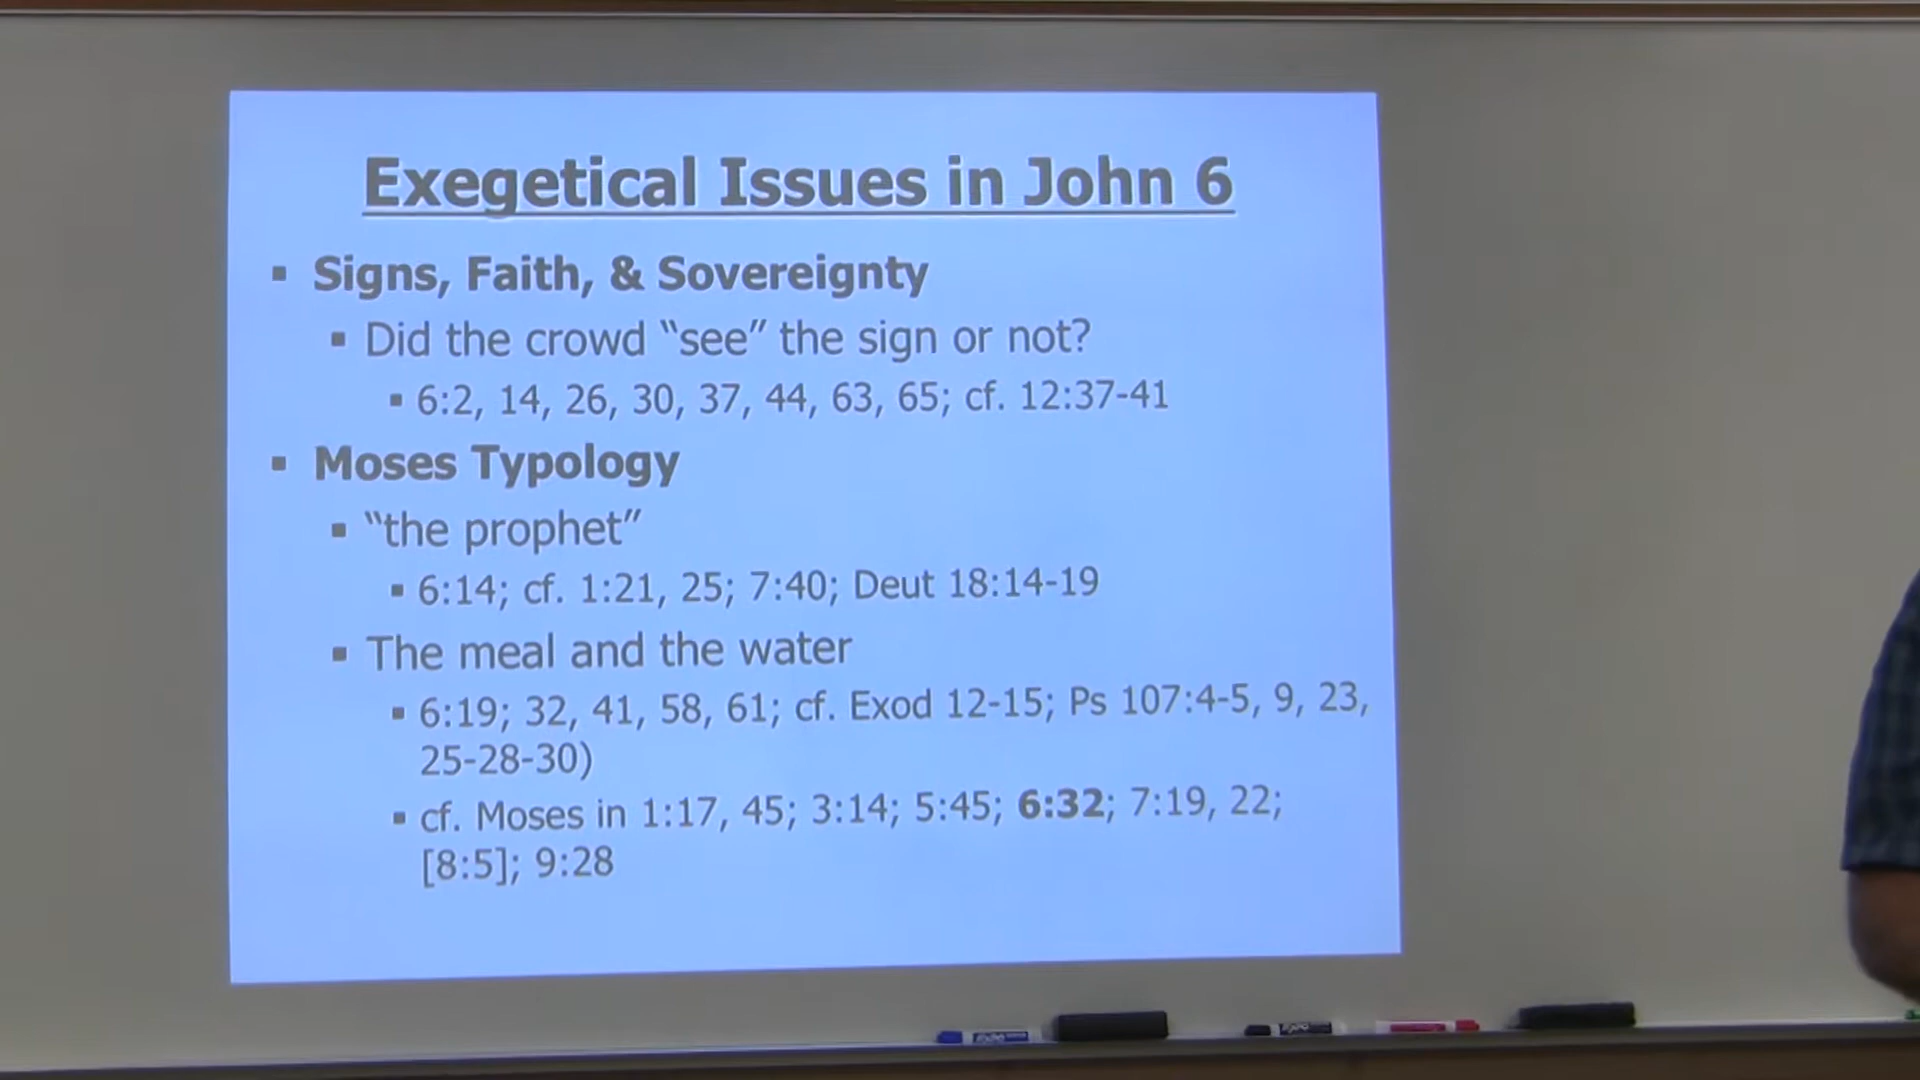 Exegetical Issues in John 6
▪ Signs, Faith, & Sovereignty
▪ Did the crowd “see” the sign or not?
▪ 6:2, 14, 26, 30, 37, 44, 63, 65; cf. 12:37-41
▪ Moses Typology
▪ “the prophet”
▪ 6:14; cf. 1:21, 25; 7:40; Deut 18:14-19
▪ The meal and the water
▪ 6:19; 32, 41, 58, 61; cf. Exod 12-15; Ps 107:4-5, 9, 23,
25-28-30)
▪ cf. Moses in 1:17, 45; 3:14; 5:45; 6:32; 7:19, 22;
[8:5]; 9:28